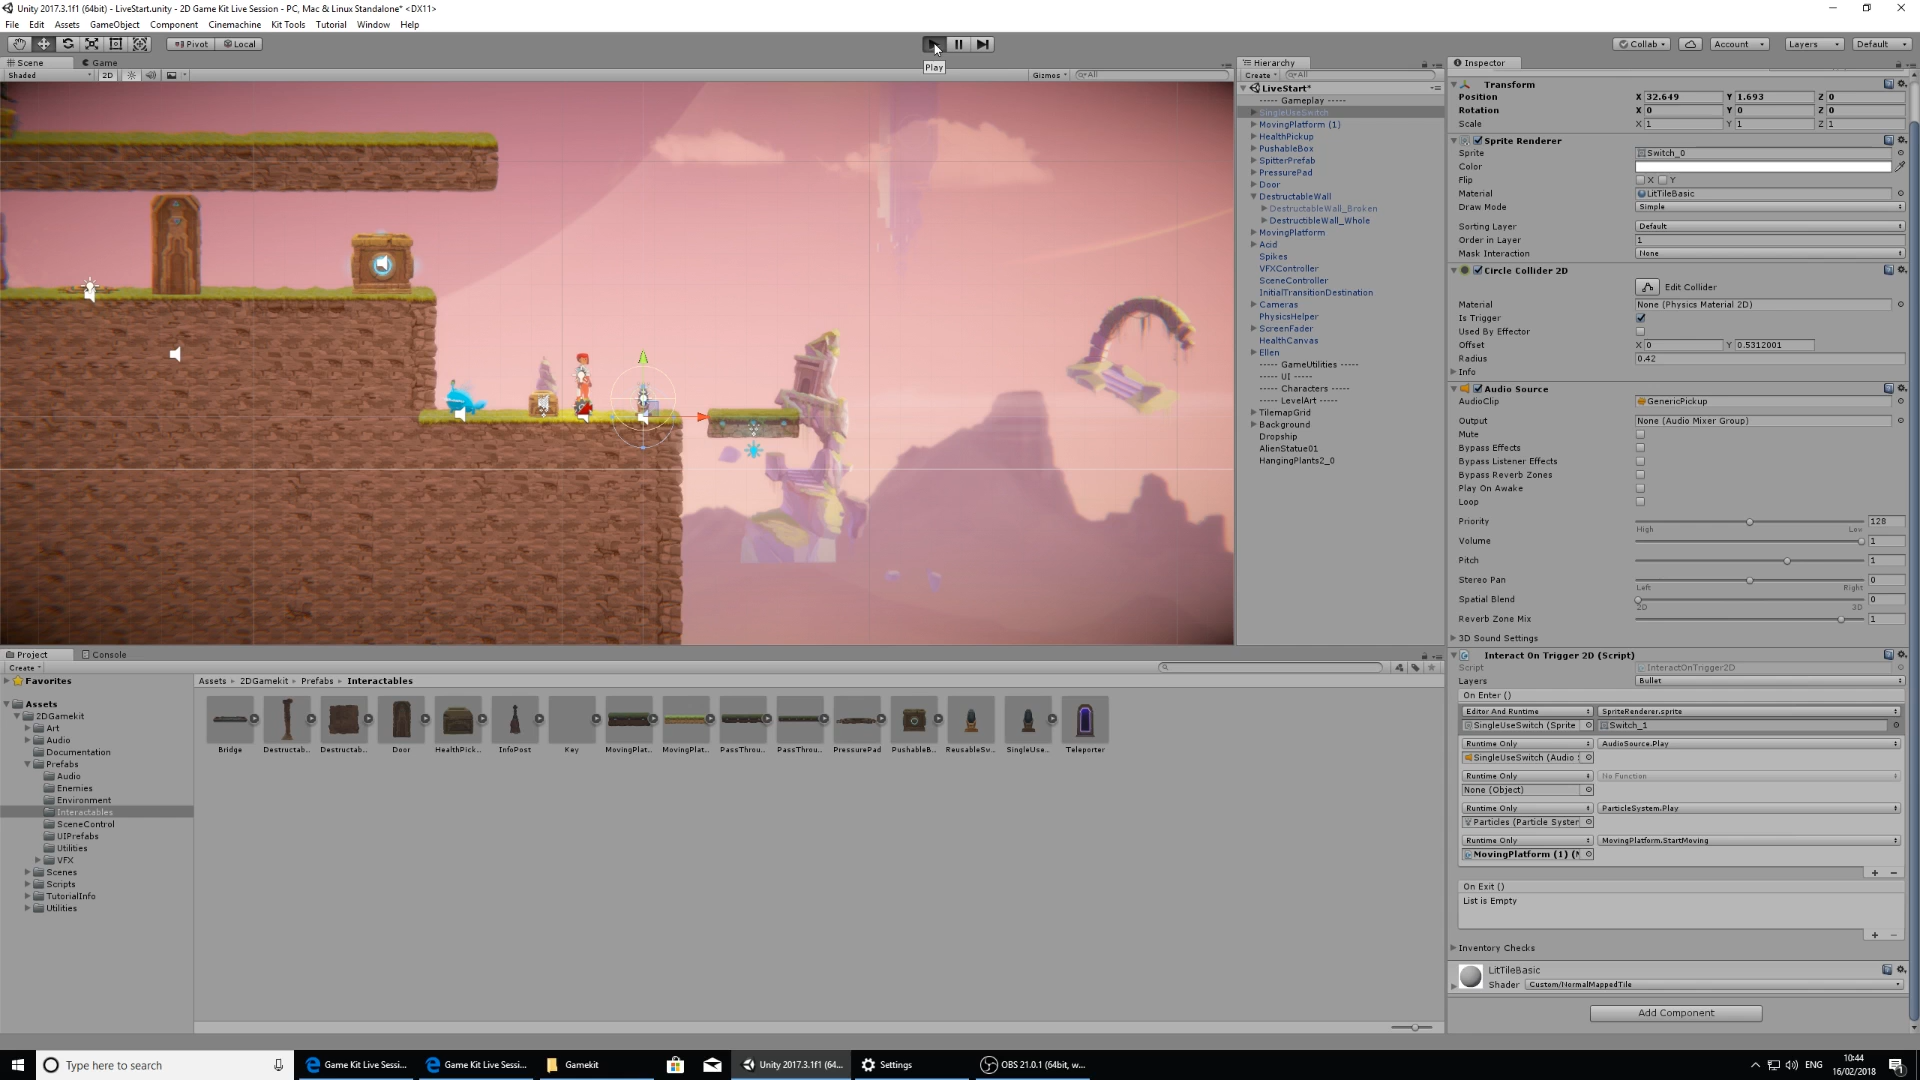 Unity 2017.3.1f1 (64bit) - LiveStart.unity - 2D Game Kit Live Session - PC, Mac & Linux Standalone* <DX11>
File Edit Assets GameObject Component Cinemachine Kit Tools Tutorial Window Help
Pivot Local
Collab Account Layers Default
Play
Scene Game
Shaded 2D Gizmos All
Hierarchy
Create All
LiveStart*
----- Gameplay -----
SingleUseSwitch
MovingPlatform (1)
HealthPickup
PushableBox
SpitterPrefab
PressurePad
Door
DestructableWall
DestructableWall_Broken
DestructibleWall_Whole
MovingPlatform
Acid
Spikes
VFXController
SceneController
InitialTransitionDestination
Cameras
PhysicsHelper
ScreenFader
HealthCanvas
Ellen
----- GameUtilities -----
----- UI -----
----- Characters -----
----- LevelArt -----
TilemapGrid
Background
Dropship
AlienStatue01
HangingPlants2_0
Inspector
Transform
Position X 32.649 Y 1.693 Z 0
Rotation X 0 Y 0 Z 0
Scale X 1 Y 1 Z 1
Sprite Renderer
Sprite Switch_0
Color
Flip X Y
Material LitTileBasic
Draw Mode Simple
Sorting Layer Default
Order in Layer 1
Mask Interaction None
Circle Collider 2D
Edit Collider
Material None (Physics Material 2D)
Is Trigger
Used By Effector
Offset X 0 Y 0.5312001
Radius 0.42
Info
Audio Source
AudioClip GenericPickup
Output None (Audio Mixer Group)
Mute
Bypass Effects
Bypass Listener Effects
Bypass Reverb Zones
Play On Awake
Loop
Priority 128
High Low
Volume 1
Pitch 1
Stereo Pan 0
Left Right
Spatial Blend 0
2D 3D
Reverb Zone Mix 1
3D Sound Settings
Interact On Trigger 2D (Script)
Script InteractOnTrigger2D
Layers Bullet
On Enter ()
Editor And Runtime SpriteRenderer.sprite
SingleUseSwitch (Sprite Switch_1
Runtime Only AudioSource.Play
SingleUseSwitch (Audio
Runtime Only No Function
None (Object)
Runtime Only ParticleSystem.Play
Particles (Particle System
Runtime Only MovingPlatform.StartMoving
MovingPlatform (1) (
+ −
On Exit ()
List is Empty
+ −
Inventory Checks
LitTileBasic
Shader Custom/NormalMappedTile
Add Component
Project Console
Create
Favorites
Assets
2DGamekit
Art
Audio
Documentation
Prefabs
Audio
Enemies
Environment
Interactables
SceneControl
UIPrefabs
Utilities
VFX
Scenes
Scripts
TutorialInfo
Utilities
Assets 2DGamekit Prefabs Interactables
Bridge Destructab... Destructab... Door HealthPick... InfoPost Key MovingPlat... MovingPlat... PassThrou... PassThrou... PressurePad PushableB... ReusableSw... SingleUse... Teleporter
Type here to search
Game Kit Live Sessi... Game Kit Live Sessi... Gamekit Unity 2017.3.1f1 (64... Settings OBS 21.0.1 (64bit, w...
ENG
10:44
16/02/2018